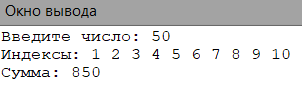 Окно вывода
Введите число: 50
Индексы: 1 2 3 4 5 6 7 8 9 10
Сумма: 850